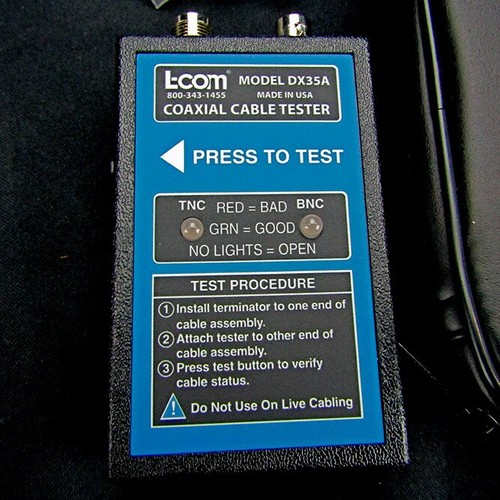 L-com® MODEL DX35A
800-343-1455 MADE IN USA
COAXIAL CABLE TESTER
PRESS TO TEST
TNC RED = BAD BNC
GRN = GOOD
NO LIGHTS = OPEN
TEST PROCEDURE
1 Install terminator to one end of
cable assembly.
2 Attach tester to other end of
cable assembly.
3 Press test button to verify
cable status.
! Do Not Use On Live Cabling